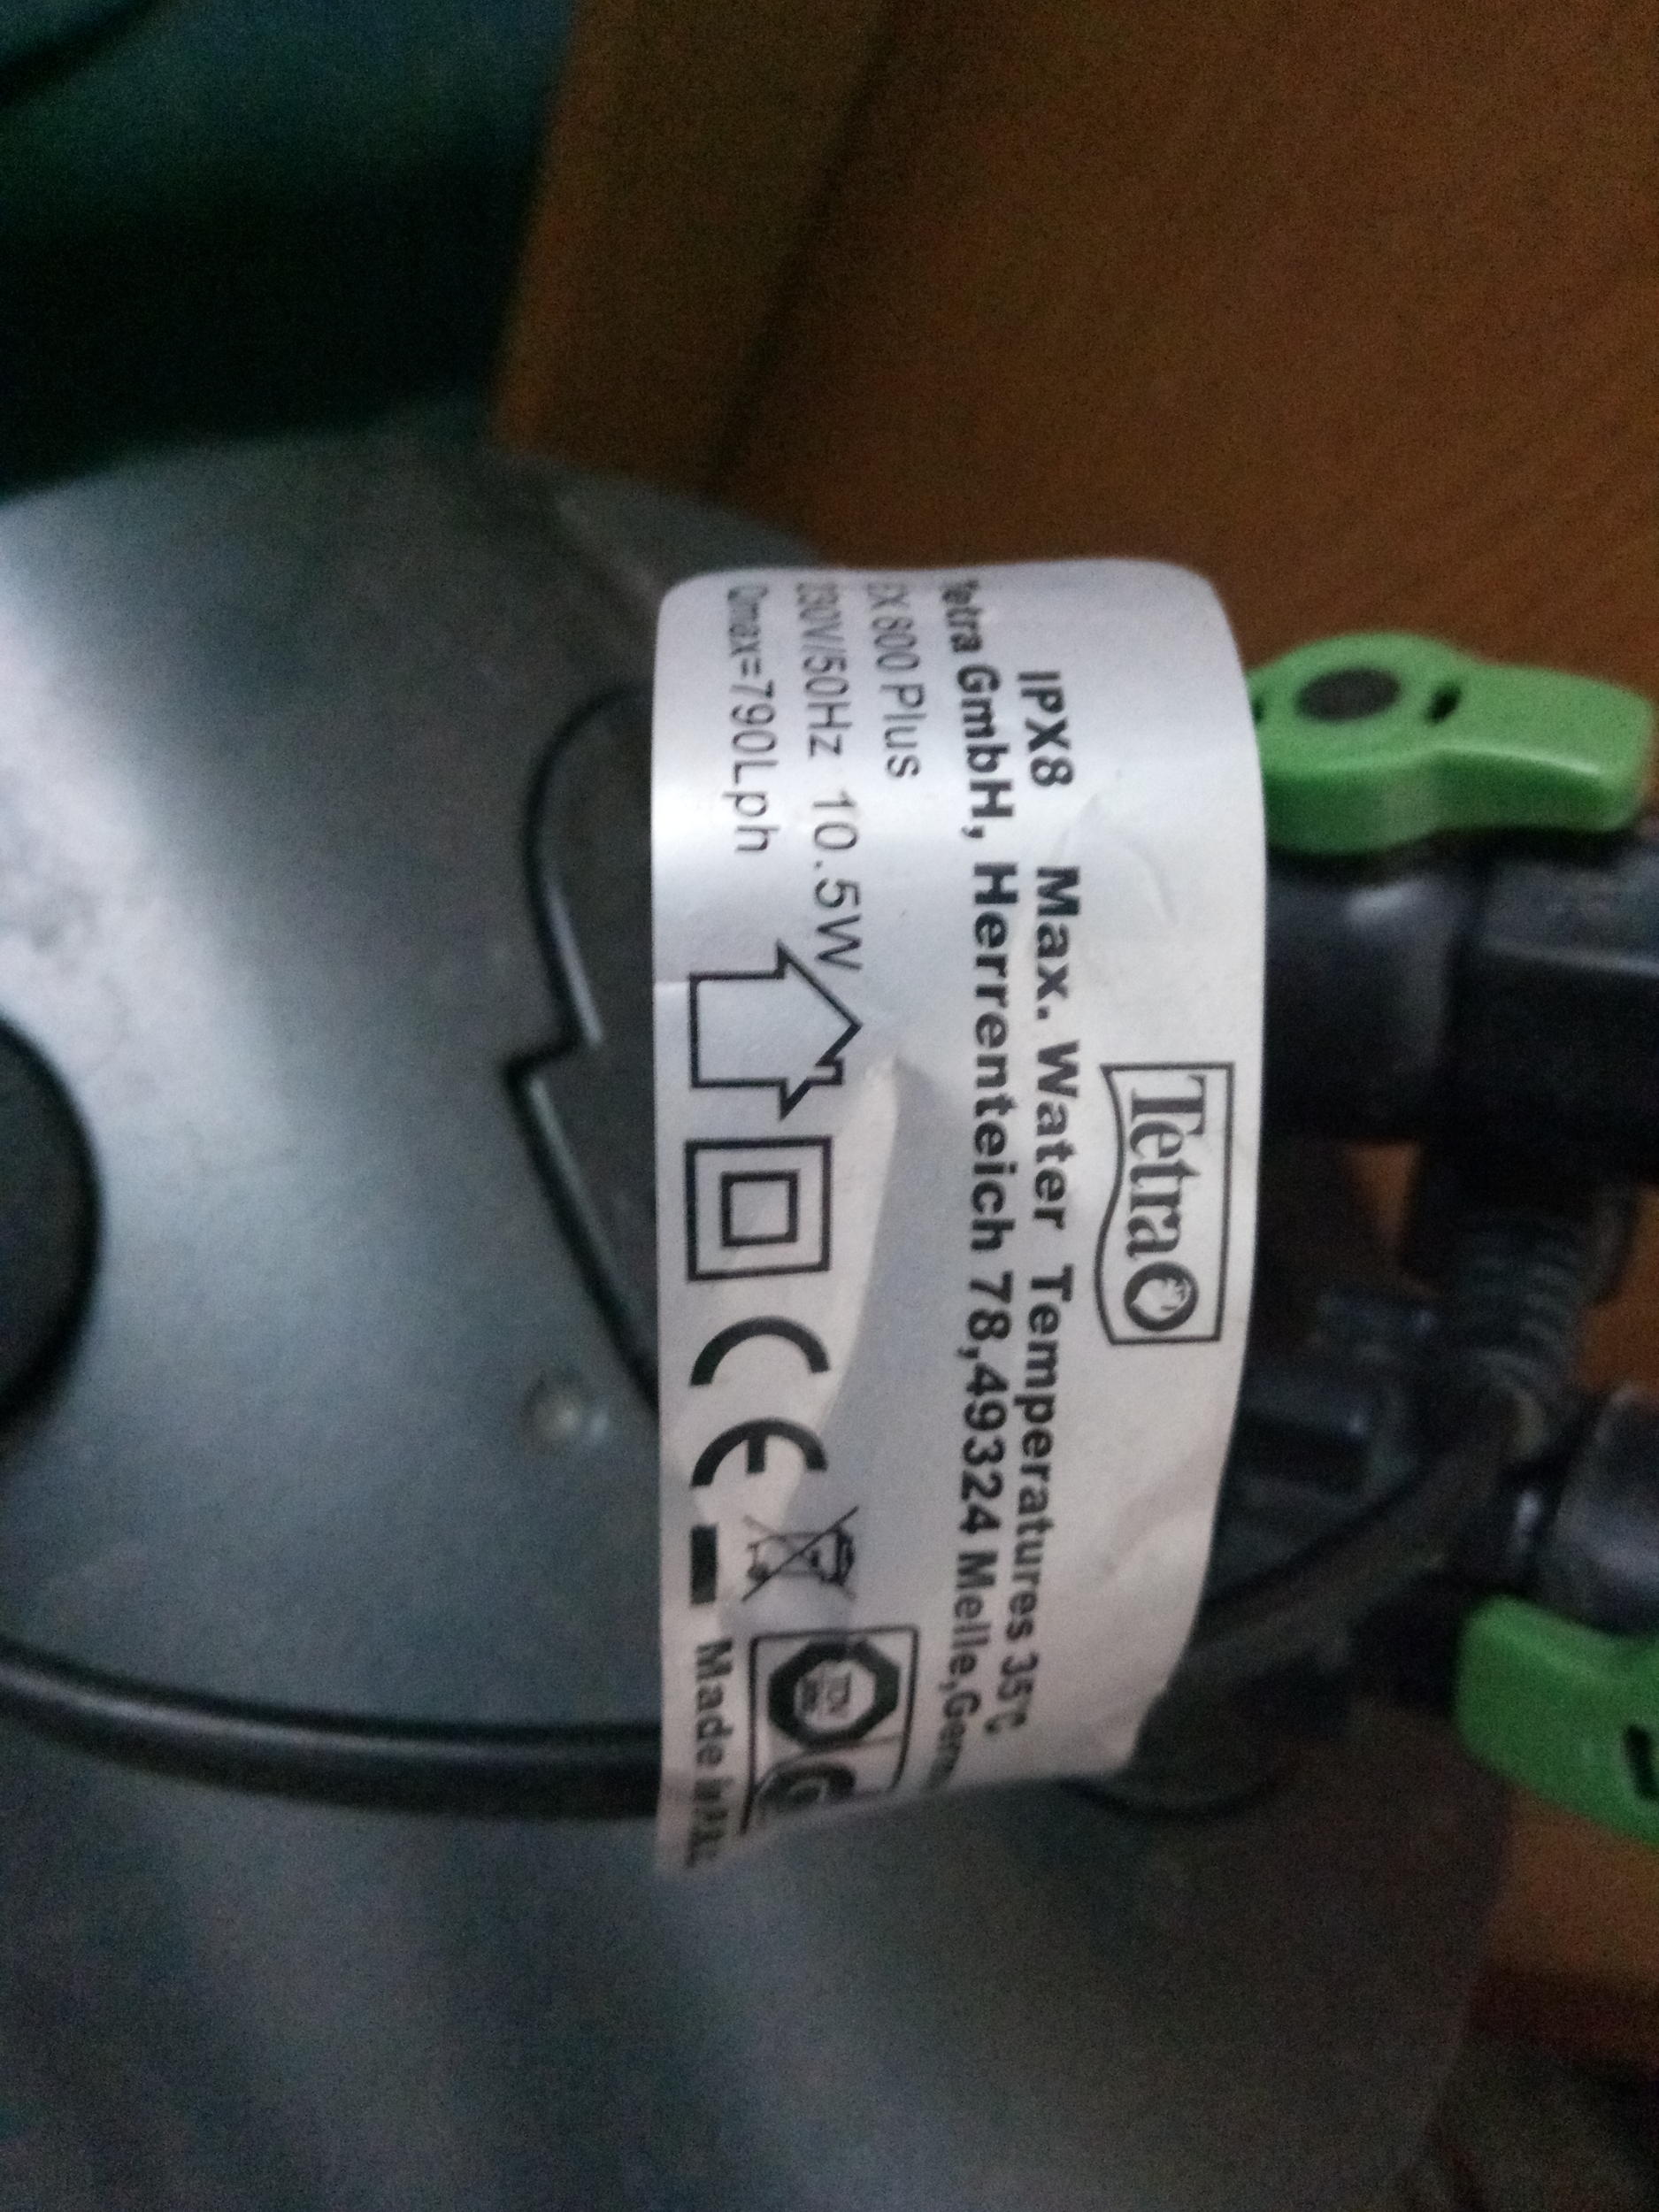 Tetra
IPX8 Max. Water Temperatures 35°C
Tetra GmbH, Herrenteich 78,49324 Melle,
EX 800 Plus
230V/50Hz 10.5W
Qmax=790Lph
CE
Made in